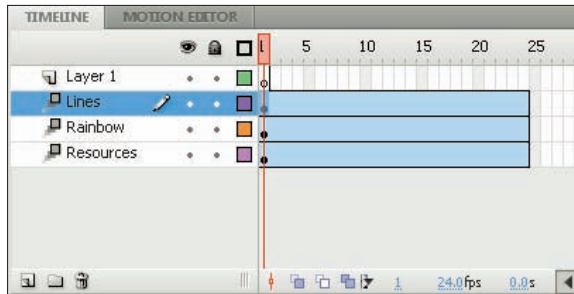 TIMELINE MOTION EDITOR
1 5 10 15 20 25
Layer 1
Lines
Rainbow
Resources
1 24.0fps 0.0s